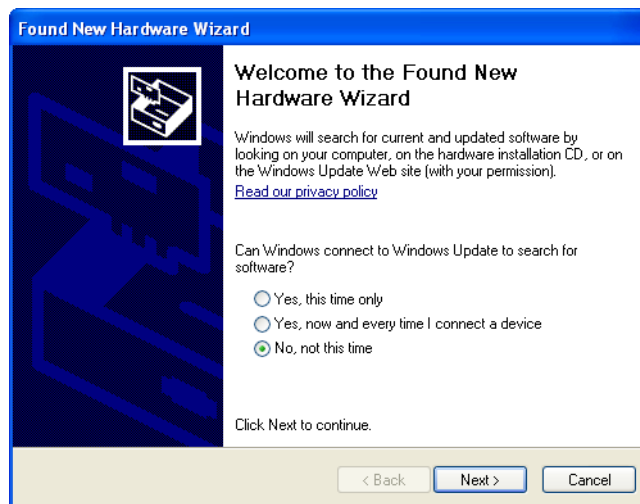 Found New Hardware Wizard
Welcome to the Found New
Hardware Wizard
Windows will search for current and updated software by
looking on your computer, on the hardware installation CD, or on
the Windows Update Web site (with your permission).
Read our privacy policy
Can Windows connect to Windows Update to search for
software?
Yes, this time only
Yes, now and every time I connect a device
No, not this time
Click Next to continue.
< Back Next > Cancel